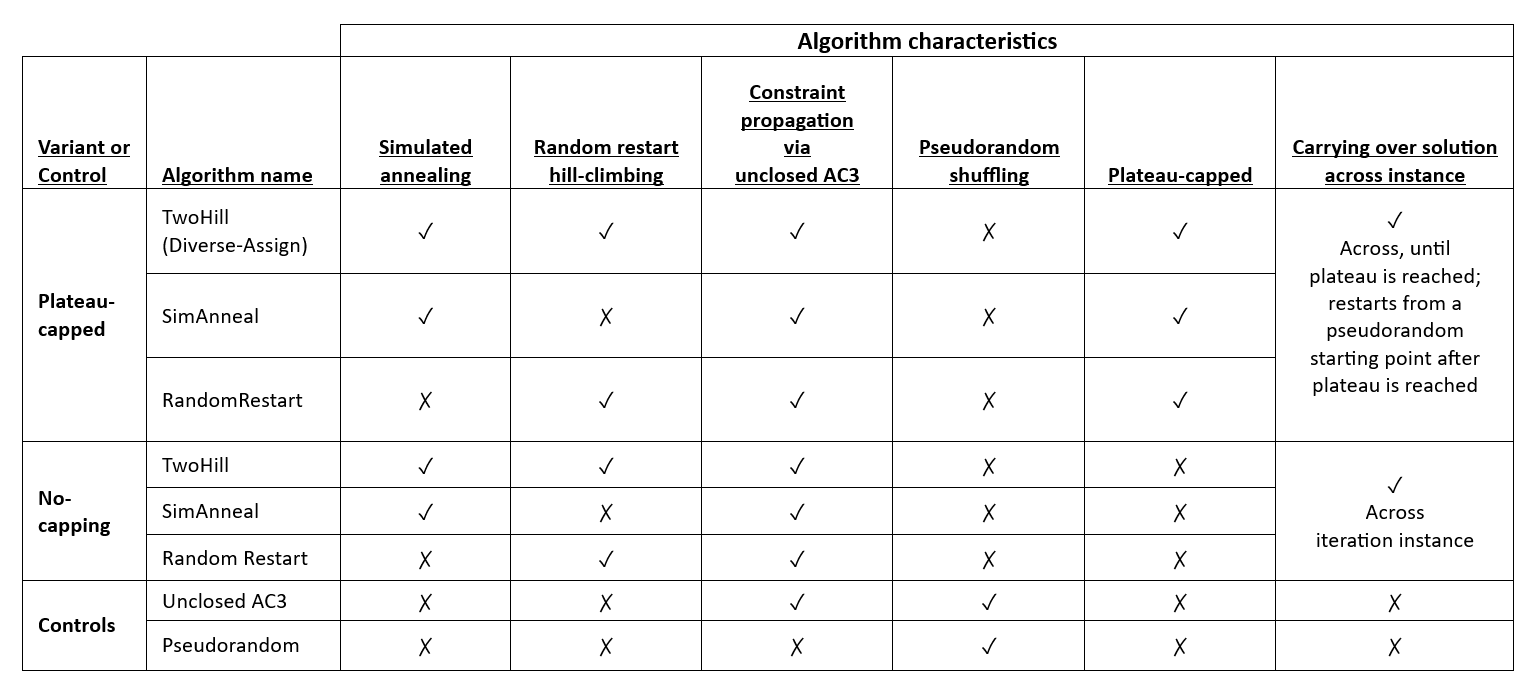 Algorithm characteristics
Variant or
Control
Algorithm name
Simulated
annealing
Random restart
hill-climbing
Constraint
propagation
via
unclosed AC3
Pseudorandom
shuffling
Plateau-capped
Carrying over solution
across instance
Plateau-
capped
TwoHill
(Diverse-Assign)
✓ ✓ ✓ ✗ ✓
SimAnneal
✓ ✗ ✓ ✗ ✓
RandomRestart
✗ ✓ ✓ ✗ ✓
✓
Across, until
plateau is reached;
restarts from a
pseudorandom
starting point after
plateau is reached
No-
capping
TwoHill
✓ ✓ ✓ ✗ ✗
SimAnneal
✓ ✗ ✓ ✗ ✗
Random Restart
✗ ✓ ✓ ✗ ✗
✓
Across
iteration instance
Controls
Unclosed AC3
✗ ✗ ✓ ✓ ✗ ✗
Pseudorandom
✗ ✗ ✗ ✓ ✗ ✗